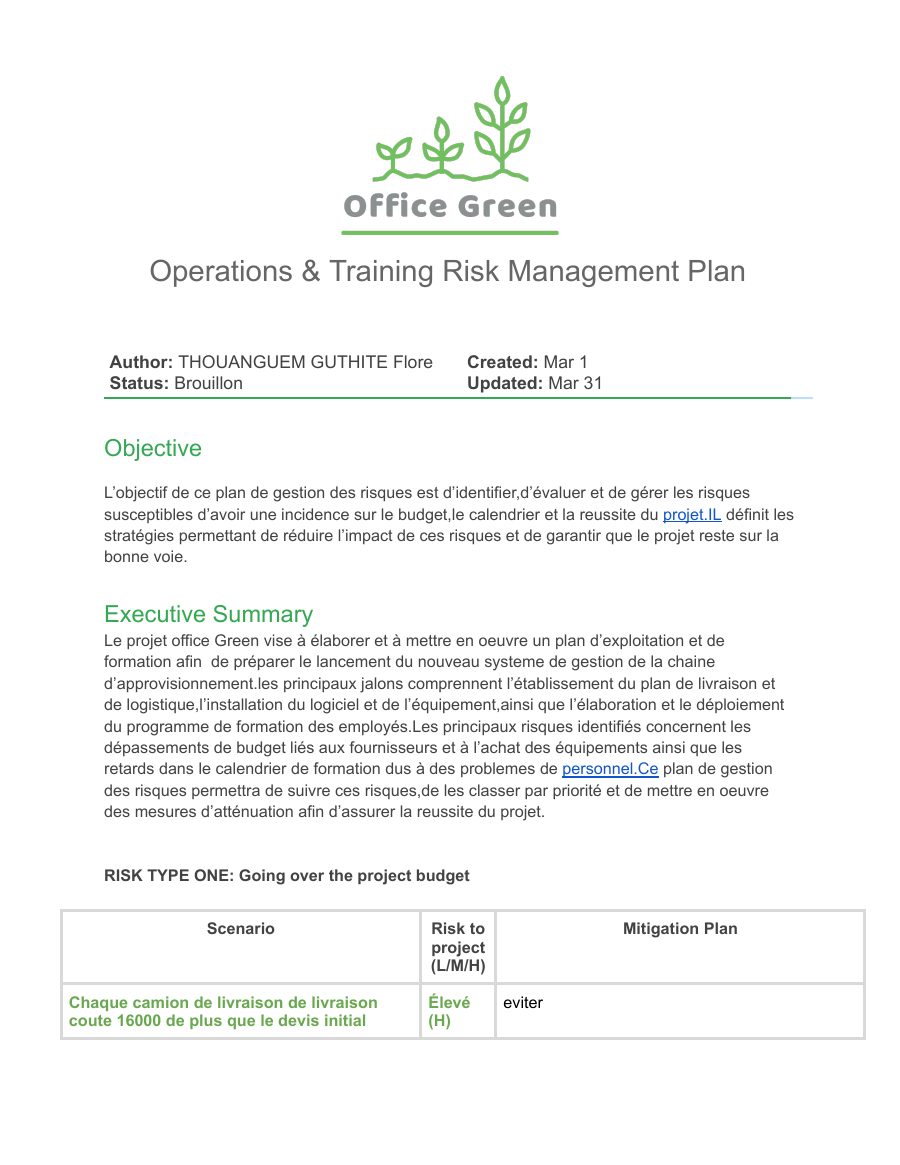 Office Green
Operations & Training Risk Management Plan
Author: THOUANGUEM GUTHITE Flore
Created: Mar 1
Status: Brouillon
Updated: Mar 31
Objective
L’objectif de ce plan de gestion des risques est d’identifier,d’évaluer et de gérer les risques
susceptibles d’avoir une incidence sur le budget,le calendrier et la reussite du projet.IL définit les
stratégies permettant de réduire l’impact de ces risques et de garantir que le projet reste sur la
bonne voie.
Executive Summary
Le projet office Green vise à élaborer et à mettre en oeuvre un plan d’exploitation et de
formation afin  de préparer le lancement du nouveau systeme de gestion de la chaine
d’approvisionnement.les principaux jalons comprennent l’établissement du plan de livraison et
de logistique,l’installation du logiciel et de l’équipement,ainsi que l’élaboration et le déploiement
du programme de formation des employés.Les principaux risques identifiés concernent les
dépassements de budget liés aux fournisseurs et à l’achat des équipements ainsi que les
retards dans le calendrier de formation dus à des problemes de personnel.Ce plan de gestion
des risques permettra de suivre ces risques,de les classer par priorité et de mettre en oeuvre
des mesures d’atténuation afin d’assurer la reussite du projet.
RISK TYPE ONE: Going over the project budget
Scenario
Risk to
project
(L/M/H)
Mitigation Plan
Chaque camion de livraison de livraison
coute 16000 de plus que le devis initial
Élevé
(H)
eviter